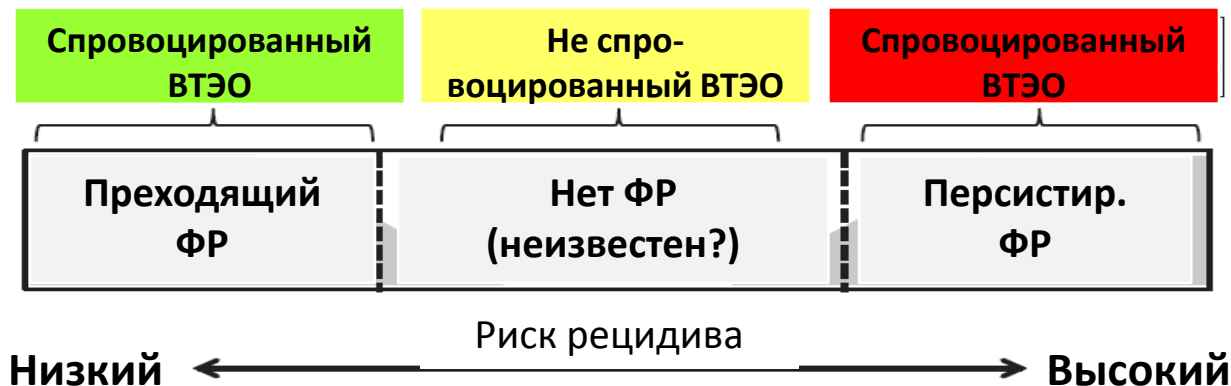 Спровоцированный
ВТЭО
Не спро-
воцированный ВТЭО
Спровоцированный
ВТЭО
Преходящий
ФР
Нет ФР
(неизвестен?)
Персистир.
ФР
Риск рецидива
Низкий
Высокий